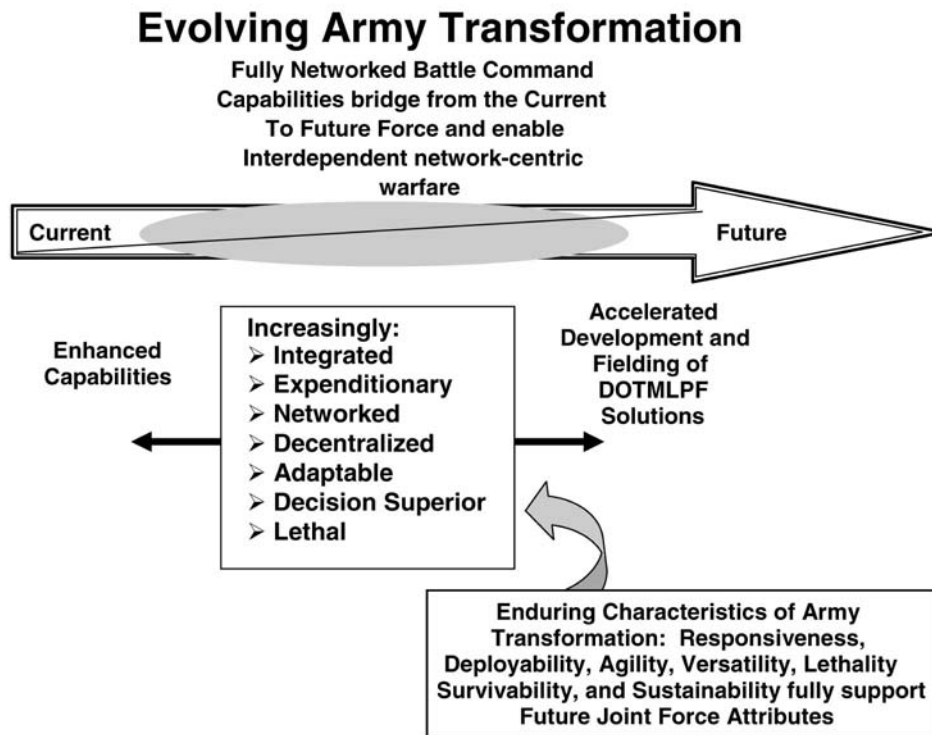 Evolving Army Transformation
Fully Networked Battle Command
Capabilities bridge from the Current
To Future Force and enable
Interdependent network-centric
warfare
Current
Future
Enhanced
Capabilities
Increasingly:
➢ Integrated
➢ Expenditionary
➢ Networked
➢ Decentralized
➢ Adaptable
➢ Decision Superior
➢ Lethal
Accelerated
Development and
Fielding of
DOTMLPF
Solutions
Enduring Characteristics of Army
Transformation: Responsiveness,
Deployability, Agility, Versatility, Lethality
Survivability, and Sustainability fully support
Future Joint Force Attributes